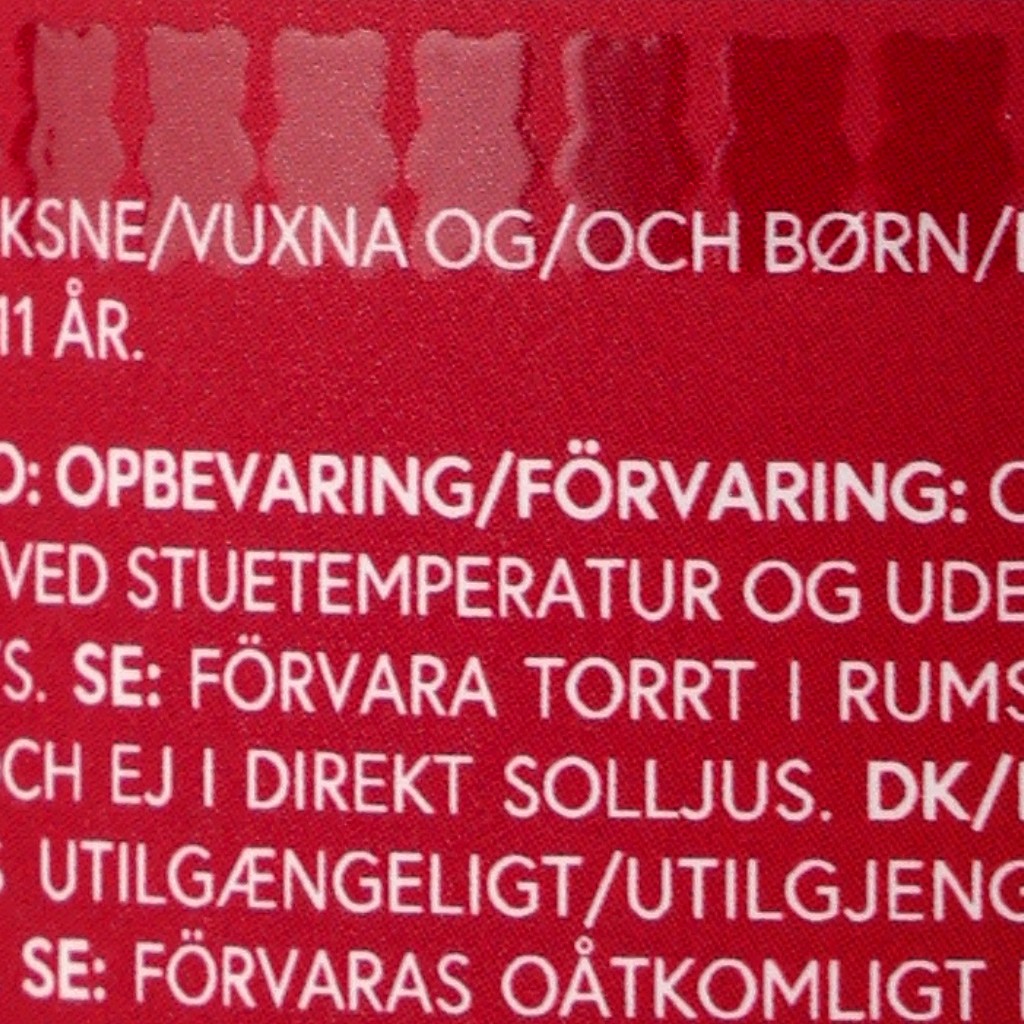 KSNE/VUXNA OG/OCH BØRN/
11 ÅR.
O: OPBEVARING/FÖRVARING:
VED STUETEMPERATUR OG UDE
S. SE: FÖRVARA TORRT I RUMS
CH EJ I DIREKT SOLLJUS. DK/
UTILGÆNGELIGT/UTILGJENG
SE: FÖRVARAS OÅTKOMLIGT